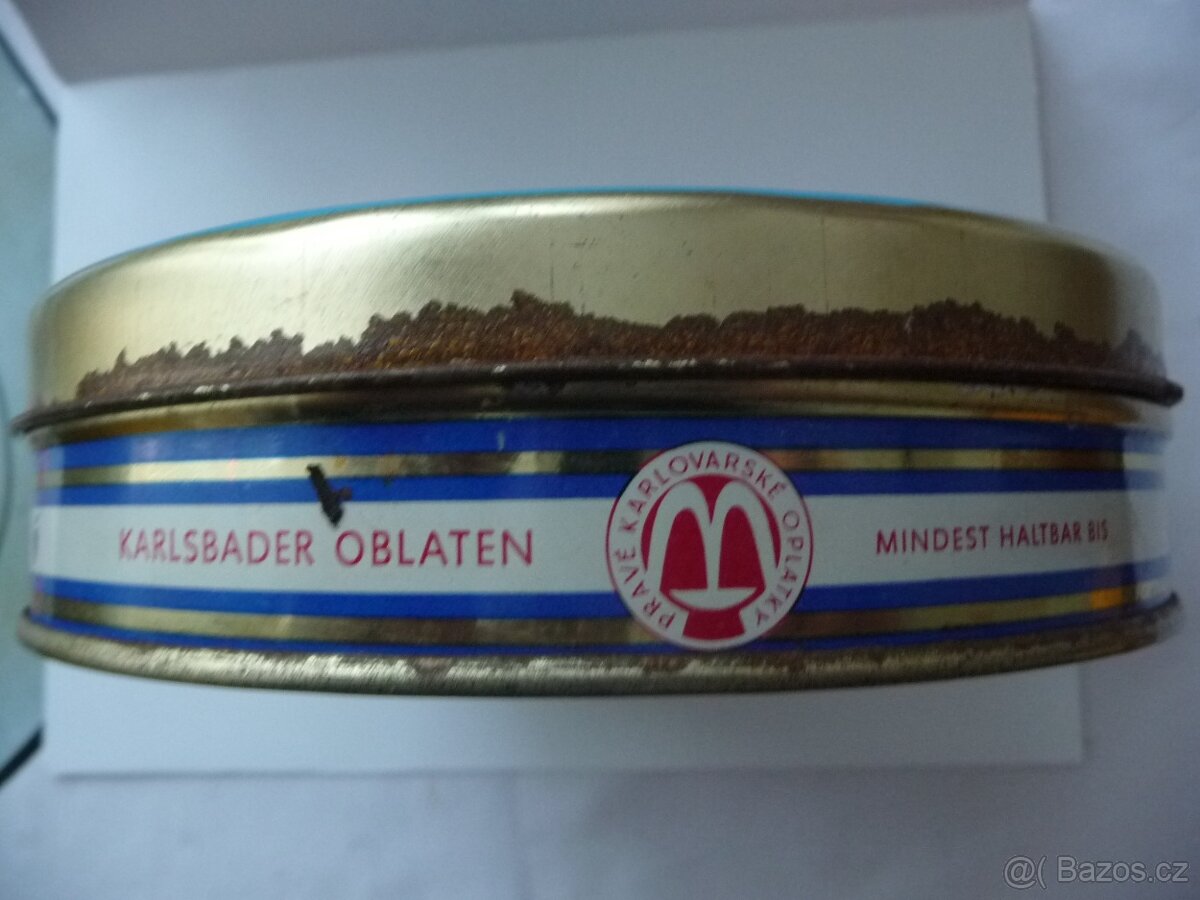 KARLSBADER OBLATEN
PRAVÉ KARLOVARSKÉ OPLATKY
MINDEST HALTBAR BIS
@( Bazos.cz